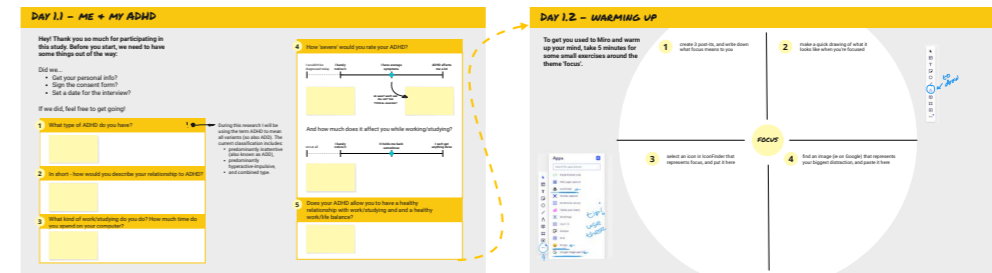 DAY 1.1 – ME & MY ADHD
Hey! Thank you so much for participating in
this study. Before you start, we need to have
some things out of the way:
Did we...
• Get your personal info?
• Sign the consent form?
• Set a date for the interview?
If we did, feel free to get going!
1 What type of ADHD do you have?
!
During this research I will be
using the term ADHD to mean
all variants (so also ADD). The
current classification includes:
• predominantly inattentive
(also known as ADD),
• predominantly
hyperactive-impulsive,
• and combined type.
2 In short - how would you describe your relationship to ADHD?
3 What kind of work/studying do you do? How much time do
you spend on your computer?
4 How 'severe' would you rate your ADHD?
I have average
symptoms
ADHD affects
me a lot
And how much does it affect you while working/studying?
5 Does your ADHD allow you to have a healthy
relationship with work/studying and and a healthy
work/life balance?
DAY 1.2 – WARMING UP
To get you used to Miro and warm
up your mind, take 5 minutes for
some small exercises around the
theme 'focus'.
1 create 3 post-its, and write down
what focus means to you
2 make a quick drawing of what it
looks like when you're focused
FOCUS
3 select an icon in IconFinder that
represents focus, and put it here
4 find an image (ie on Google) that represents
your biggest distraction, and paste it here
to
draw
Apps